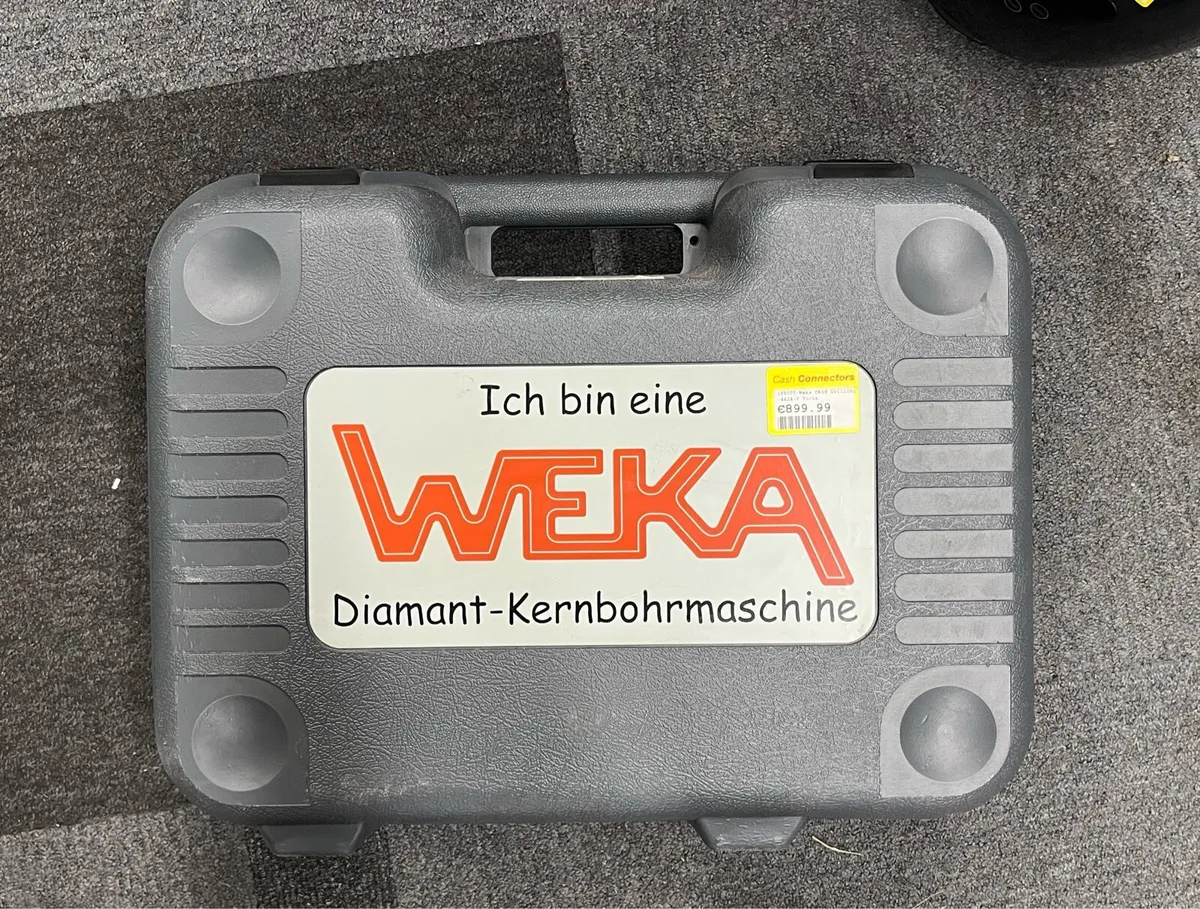 Ich bin eine
Cash Connectors
€899.99
WEKA
Diamant-Kernbohrmaschine